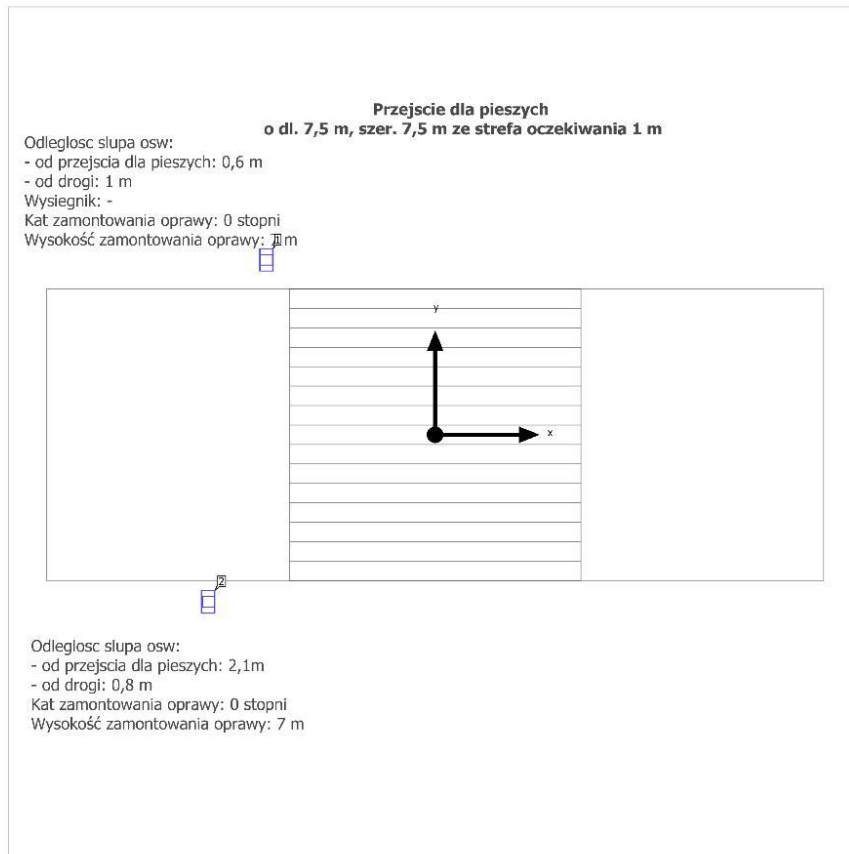 Przejscie dla pieszych
o dl. 7,5 m, szer. 7,5 m ze strefa oczekiwania 1 m
Odleglosc slupa osw:
- od przejscia dla pieszych: 0,6 m
- od drogi: 1 m
Wysiegnik: -
Kat zamontowania oprawy: 0 stopni
Wysokość zamontowania oprawy: 7 m
1
y
x
2
Odleglosc slupa osw:
- od przejscia dla pieszych: 2,1m
- od drogi: 0,8 m
Kat zamontowania oprawy: 0 stopni
Wysokość zamontowania oprawy: 7 m